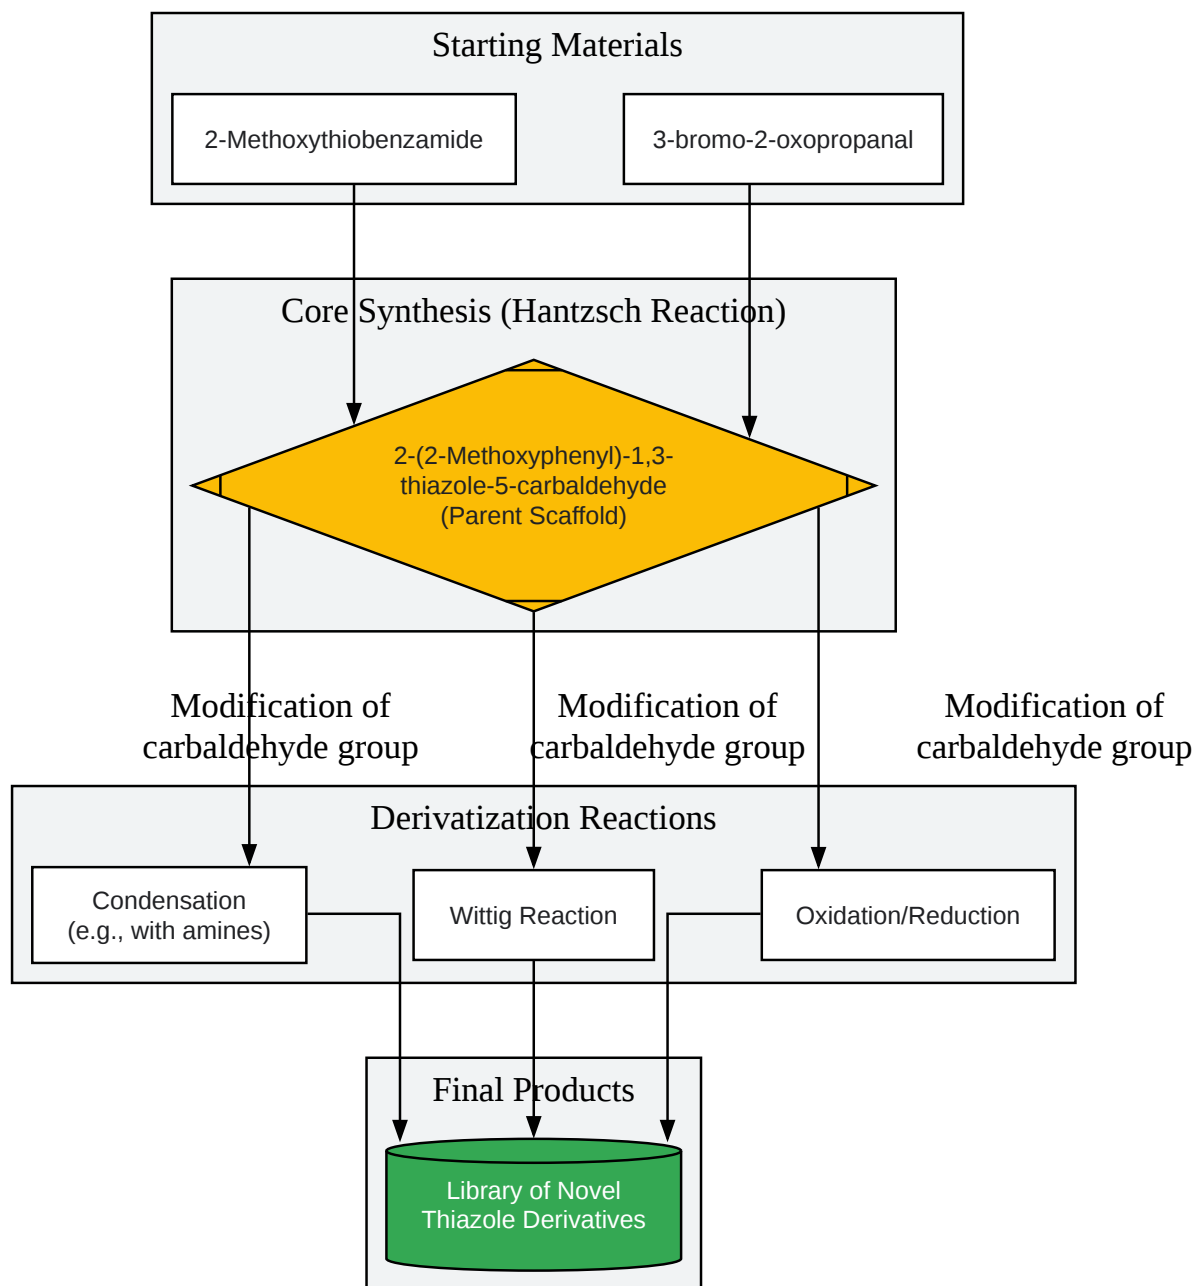 Starting Materials
2-Methoxythiobenzamide
3-bromo-2-oxopropanal
Core Synthesis (Hantzsch Reaction)
2-(2-Methoxyphenyl)-1,3-
thiazole-5-carbaldehyde
(Parent Scaffold)
Modification of
carbaldehyde group
Modification of
carbaldehyde group
Modification of
carbaldehyde group
Derivatization Reactions
Condensation
(e.g., with amines)
Wittig Reaction
Oxidation/Reduction
Final Products
Library of Novel
Thiazole Derivatives